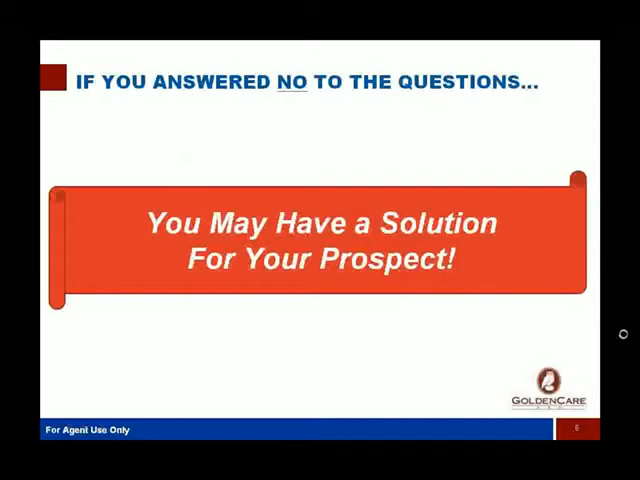 IF YOU ANSWERED NO TO THE QUESTIONS...
You May Have a Solution
For Your Prospect!
GOLDENCARE
For Agent Use Only
6